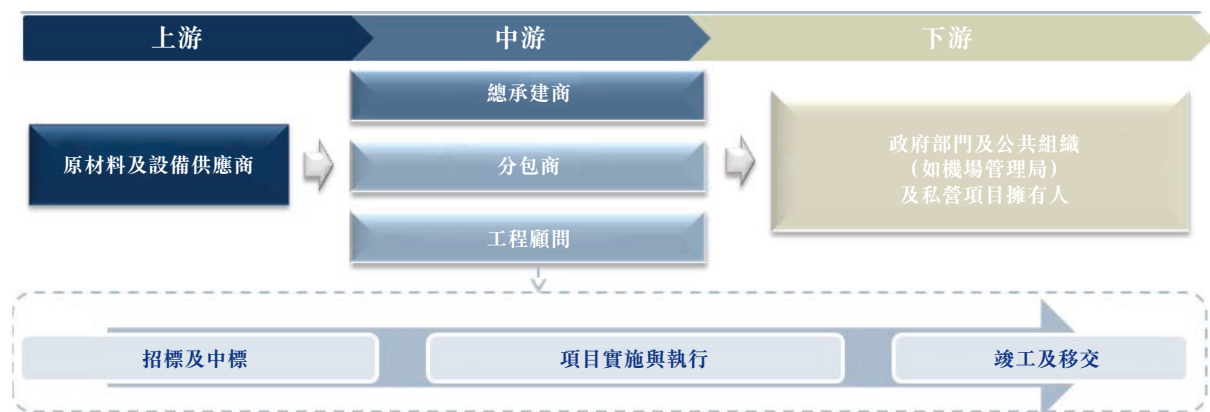 上游
中游
下游
總承建商
原材料及設備供應商
分包商
政府部門及公共組織
（如機場管理局）
及私營項目擁有人
工程顧問
招標及中標
項目實施與執行
竣工及移交